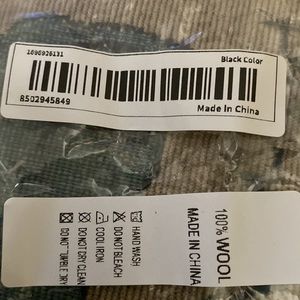 1898926131
Black Color
8502945849
Made In China
100% WOOL
MADE IN CHINA
HAND WASH
DO NOT BLEACH
COOL IRON
DO NOT DRY CLEAN
DO NOT TUMBLE DRY